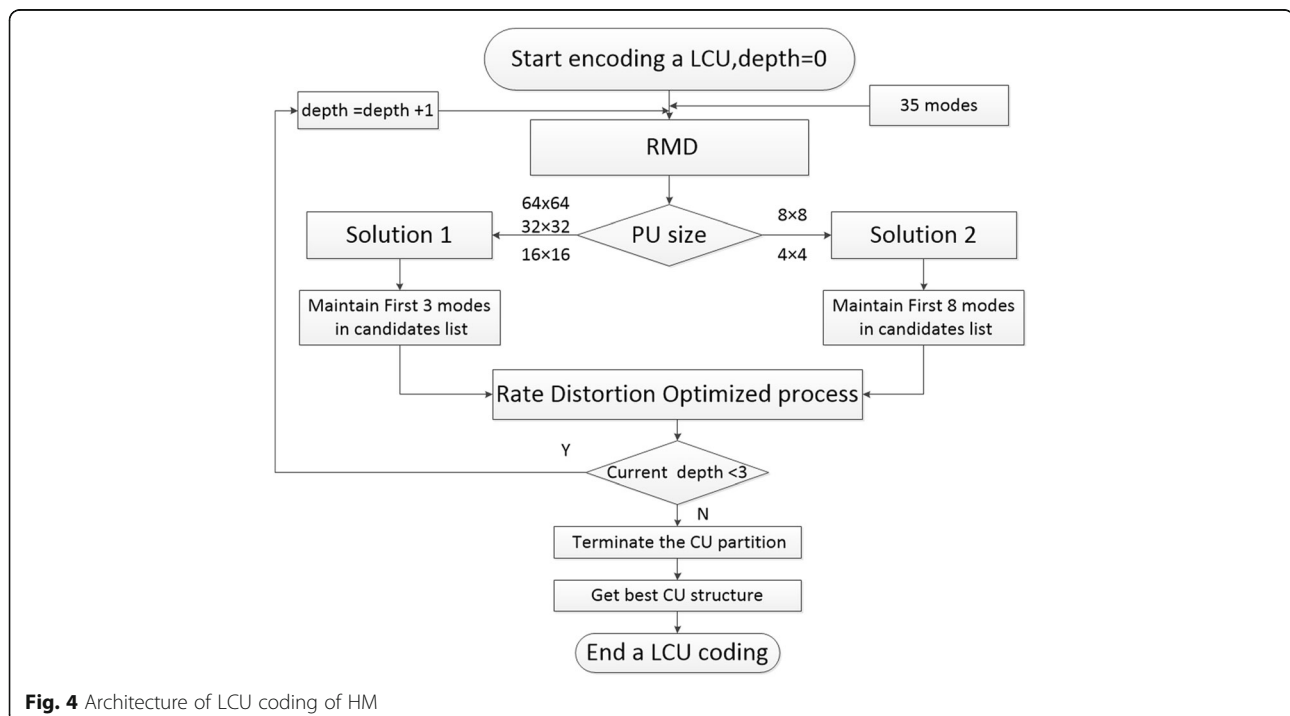 Start encoding a LCU,depth=0
depth =depth +1
35 modes
RMD
64x64
32×32
16×16
PU size
8×8
4×4
Solution 1
Solution 2
Maintain First 3 modes
in candidates list
Maintain First 8 modes
in candidates list
Rate Distortion Optimized process
Y
Current depth <3
N
Terminate the CU partition
Get best CU structure
End a LCU coding
Fig. 4 Architecture of LCU coding of HM